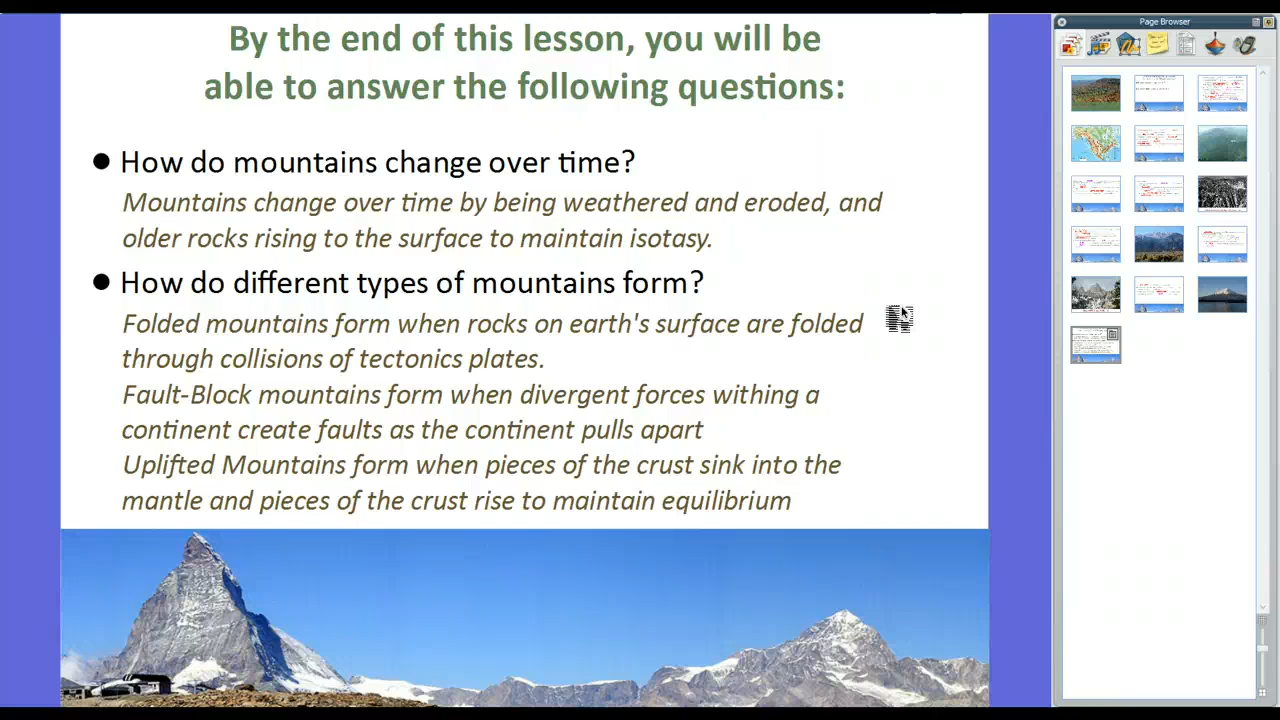 By the end of this lesson, you will be
able to answer the following questions:
● How do mountains change over time?
Mountains change over time by being weathered and eroded, and
older rocks rising to the surface to maintain isotasy.
● How do different types of mountains form?
Folded mountains form when rocks on earth's surface are folded
through collisions of tectonics plates.
Fault-Block mountains form when divergent forces withing a
continent create faults as the continent pulls apart
Uplifted Mountains form when pieces of the crust sink into the
mantle and pieces of the crust rise to maintain equilibrium
Page Browser